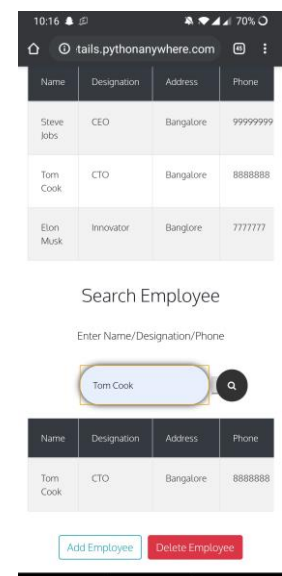 10:16 70%
tails.pythonanywhere.com 45
Name Designation Address Phone
Steve Jobs CEO Bangalore 99999999
Tom Cook CTO Bangalore 8888888
Elon Musk Innovator Banglore 7777777
Search Employee
Enter Name/Designation/Phone
Tom Cook
Name Designation Address Phone
Tom Cook CTO Bangalore 8888888
Add Employee Delete Employee